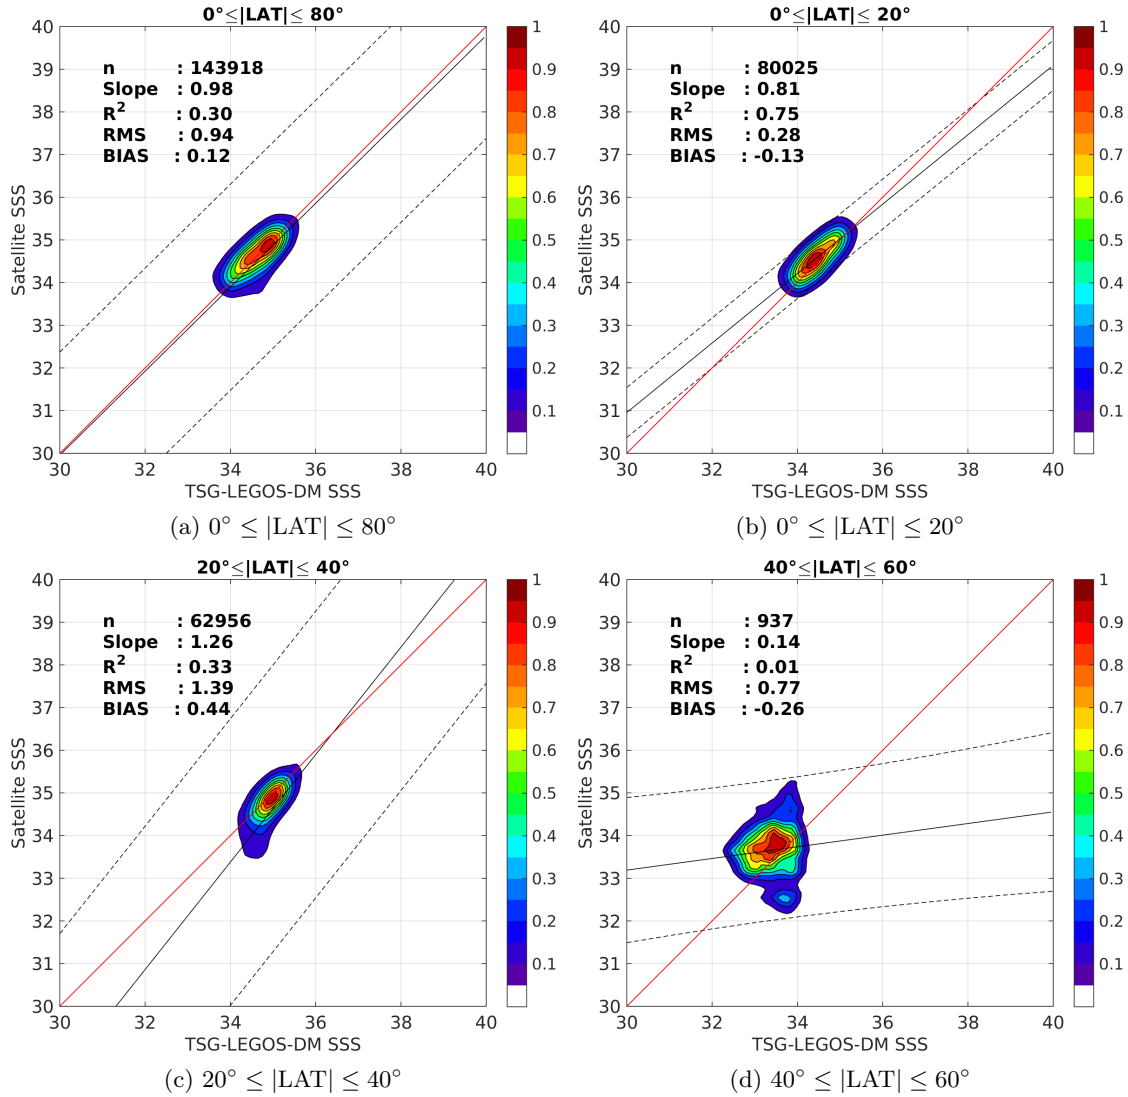 0°≤|LAT|≤ 80°
n : 143918
Slope : 0.98
R2 : 0.30
RMS : 0.94
BIAS : 0.12
Satellite SSS
40
39
38
37
36
35
34
33
32
31
30
30 32 34 36 38 40
TSG-LEGOS-DM SSS
1
0.9
0.8
0.7
0.6
0.5
0.4
0.3
0.2
0.1
(a) 0° ≤ |LAT| ≤ 80°
0°≤|LAT|≤ 20°
n : 80025
Slope : 0.81
R2 : 0.75
RMS : 0.28
BIAS : -0.13
Satellite SSS
40
39
38
37
36
35
34
33
32
31
30
30 32 34 36 38 40
TSG-LEGOS-DM SSS
1
0.9
0.8
0.7
0.6
0.5
0.4
0.3
0.2
0.1
(b) 0° ≤ |LAT| ≤ 20°
20°≤|LAT|≤ 40°
n : 62956
Slope : 1.26
R2 : 0.33
RMS : 1.39
BIAS : 0.44
Satellite SSS
40
39
38
37
36
35
34
33
32
31
30
30 32 34 36 38 40
TSG-LEGOS-DM SSS
1
0.9
0.8
0.7
0.6
0.5
0.4
0.3
0.2
0.1
(c) 20° ≤ |LAT| ≤ 40°
40°≤|LAT|≤ 60°
n : 937
Slope : 0.14
R2 : 0.01
RMS : 0.77
BIAS : -0.26
Satellite SSS
40
39
38
37
36
35
34
33
32
31
30
30 32 34 36 38 40
TSG-LEGOS-DM SSS
1
0.9
0.8
0.7
0.6
0.5
0.4
0.3
0.2
0.1
(d) 40° ≤ |LAT| ≤ 60°